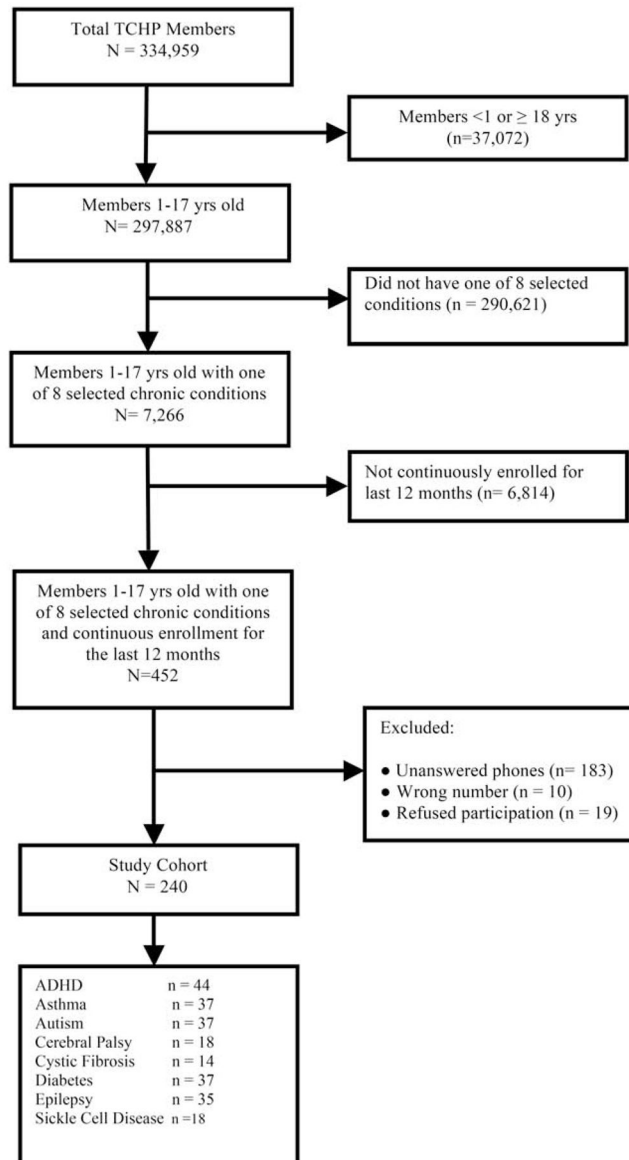 Total TCHP Members
N = 334,959
Members <1 or ≥ 18 yrs
(n=37,072)
Members 1-17 yrs old
N= 297,887
Did not have one of 8 selected
conditions (n = 290,621)
Members 1-17 yrs old with one
of 8 selected chronic conditions
N= 7,266
Not continuously enrolled for
last 12 months (n= 6,814)
Members 1-17 yrs old with one
of 8 selected chronic conditions
and continuous enrollment for
the last 12 months
N=452
Excluded:
● Unanswered phones (n= 183)
● Wrong number (n = 10)
● Refused participation (n = 19)
Study Cohort
N = 240
ADHD n = 44
Asthma n = 37
Autism n = 37
Cerebral Palsy n = 18
Cystic Fibrosis n = 14
Diabetes n = 37
Epilepsy n = 35
Sickle Cell Disease n =18